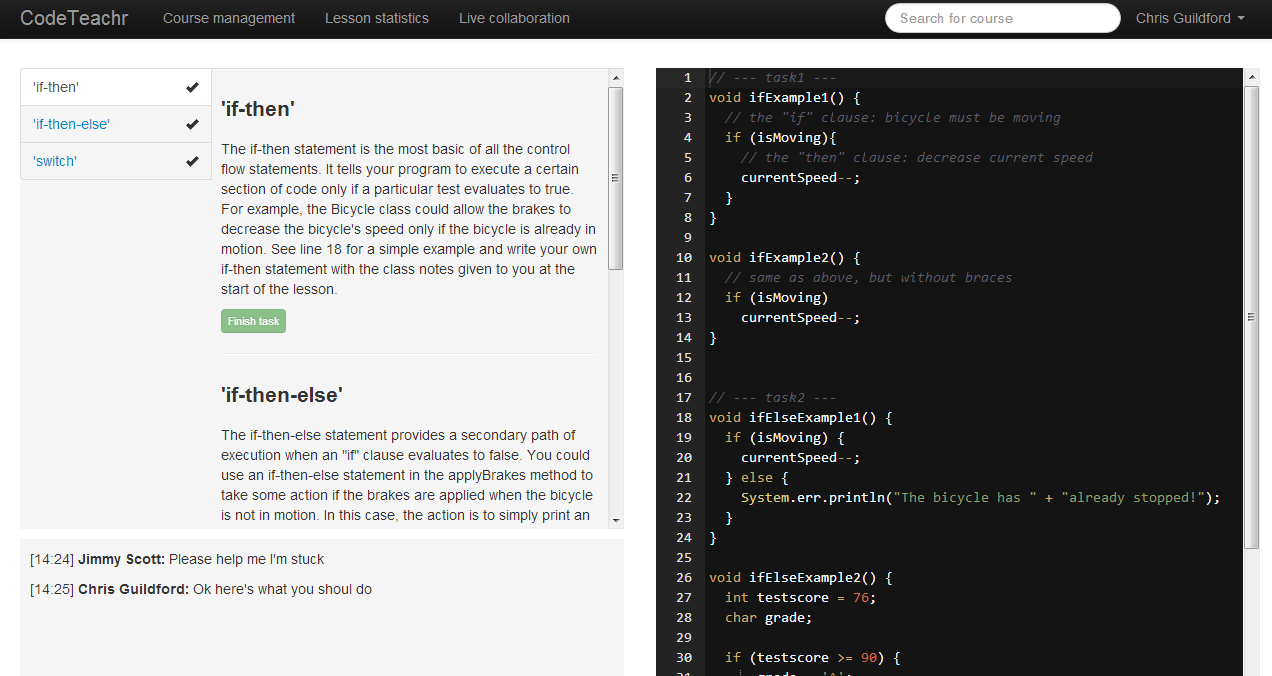 CodeTeachr Course management Lesson statistics Live collaboration Search for course Chris Guildford
'if-then'
'if-then-else'
'switch'
'if-then'
The if-then statement is the most basic of all the control
flow statements. It tells your program to execute a certain
section of code only if a particular test evaluates to true.
For example, the Bicycle class could allow the brakes to
decrease the bicycle's speed only if the bicycle is already in
motion. See line 18 for a simple example and write your own
if-then statement with the class notes given to you at the
start of the lesson.
Finish task
'if-then-else'
The if-then-else statement provides a secondary path of
execution when an "if" clause evaluates to false. You could
use an if-then-else statement in the applyBrakes method to
take some action if the brakes are applied when the bicycle
is not in motion. In this case, the action is to simply print an
[14:24] Jimmy Scott: Please help me I'm stuck
[14:25] Chris Guildford: Ok here's what you shoul do
1 // --- task1 ---
2 void ifExample1() {
3 // the "if" clause: bicycle must be moving
4 if (isMoving){
5 // the "then" clause: decrease current speed
6 currentSpeed--;
7 }
8 }
9
10 void ifExample2() {
11 // same as above, but without braces
12 if (isMoving)
13 currentSpeed--;
14 }
15
16
17 // --- task2 ---
18 void ifElseExample1() {
19 if (isMoving) {
20 currentSpeed--;
21 } else {
22 System.err.println("The bicycle has " + "already stopped!");
23 }
24 }
25
26 void ifElseExample2() {
27 int testscore = 76;
28 char grade;
29
30 if (testscore >= 90) {